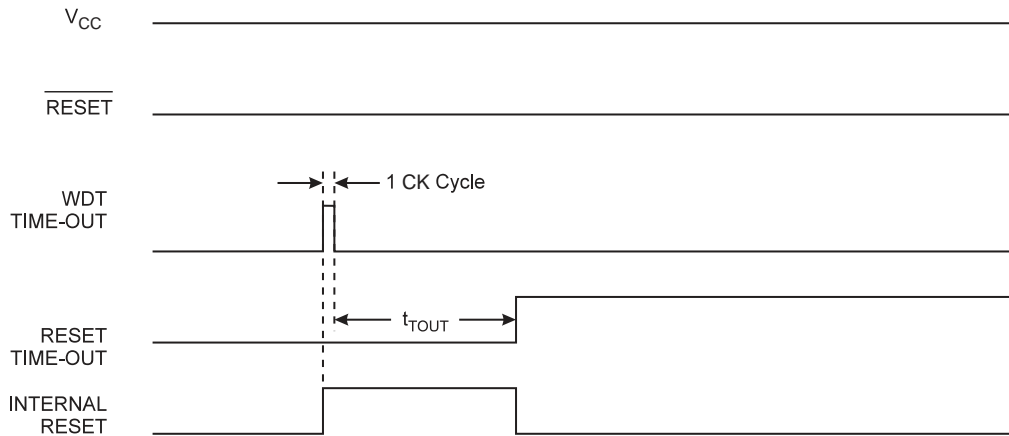 VCC
RESET
1 CK Cycle
WDT
TIME-OUT
tTOUT
RESET
TIME-OUT
INTERNAL
RESET